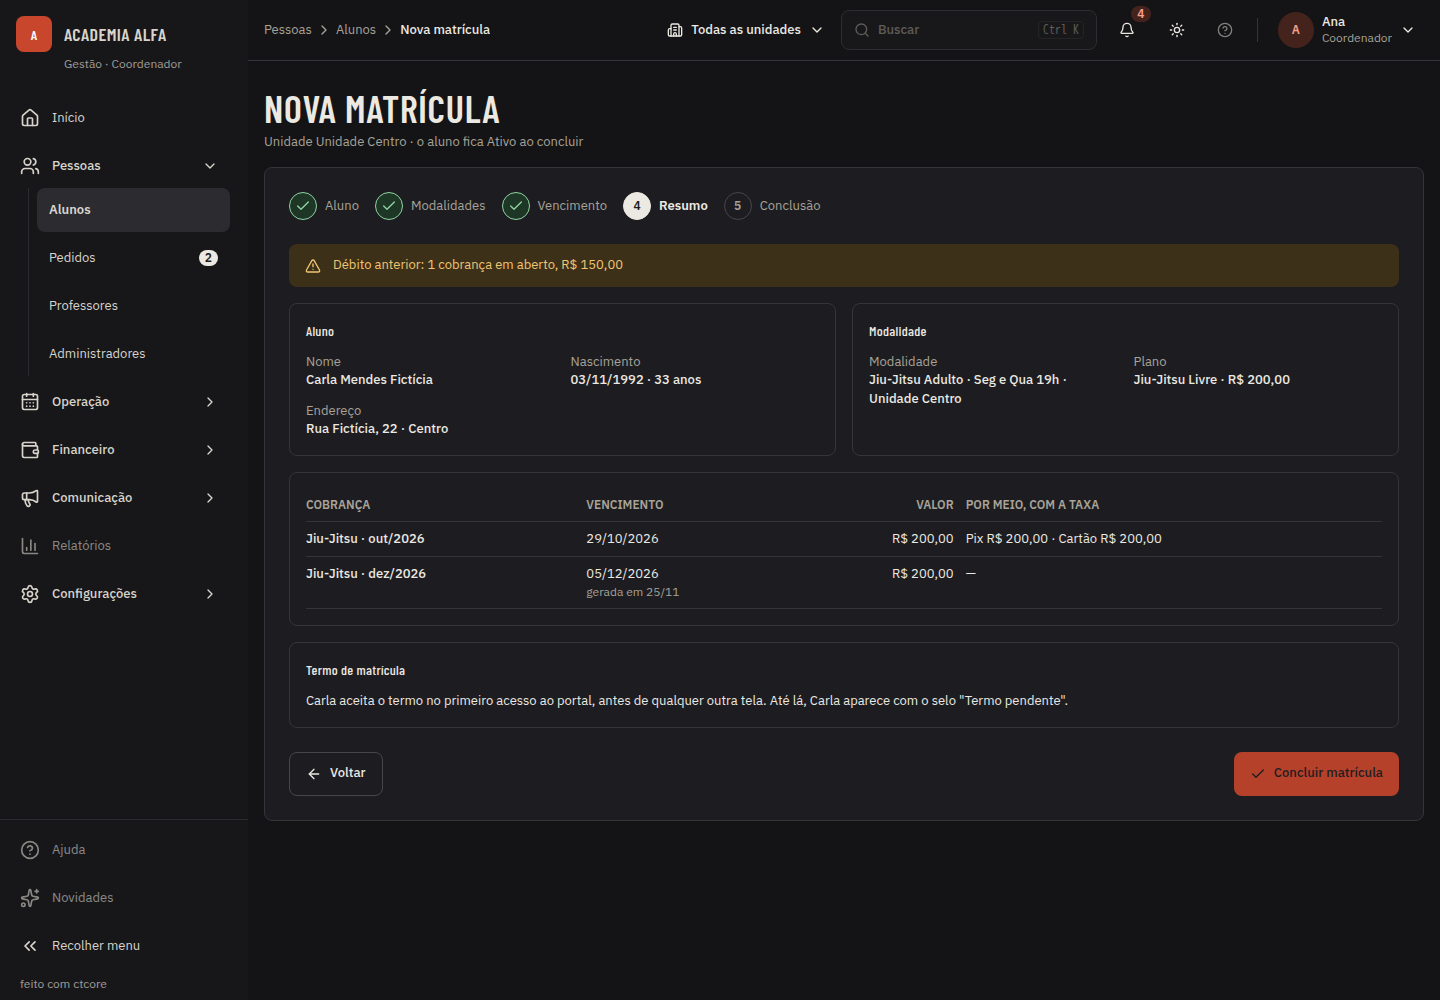 A
ACADEMIA ALFA
Gestão · Coordenador
Início
Pessoas
Alunos
Pedidos
2
Professores
Administradores
Operação
Financeiro
Comunicação
Relatórios
Configurações
Ajuda
Novidades
Recolher menu
feito com ctcore
Pessoas
Alunos
Nova matrícula
Todas as unidades
Buscar
Ctrl K
4
A
Ana
Coordenador
NOVA MATRÍCULA
Unidade Unidade Centro · o aluno fica Ativo ao concluir
Aluno
Modalidades
Vencimento
4
Resumo
5
Conclusão
Débito anterior: 1 cobrança em aberto, R$ 150,00
Aluno
Nome
Carla Mendes Fictícia
Nascimento
03/11/1992 · 33 anos
Endereço
Rua Fictícia, 22 · Centro
Modalidade
Modalidade
Jiu-Jitsu Adulto · Seg e Qua 19h ·
Unidade Centro
Plano
Jiu-Jitsu Livre · R$ 200,00
COBRANÇA VENCIMENTO VALOR POR MEIO, COM A TAXA
Jiu-Jitsu · out/2026 29/10/2026 R$ 200,00 Pix R$ 200,00 · Cartão R$ 200,00
Jiu-Jitsu · dez/2026 05/12/2026 R$ 200,00 —
gerada em 25/11
Termo de matrícula
Carla aceita o termo no primeiro acesso ao portal, antes de qualquer outra tela. Até lá, Carla aparece com o selo "Termo pendente".
Voltar
Concluir matrícula